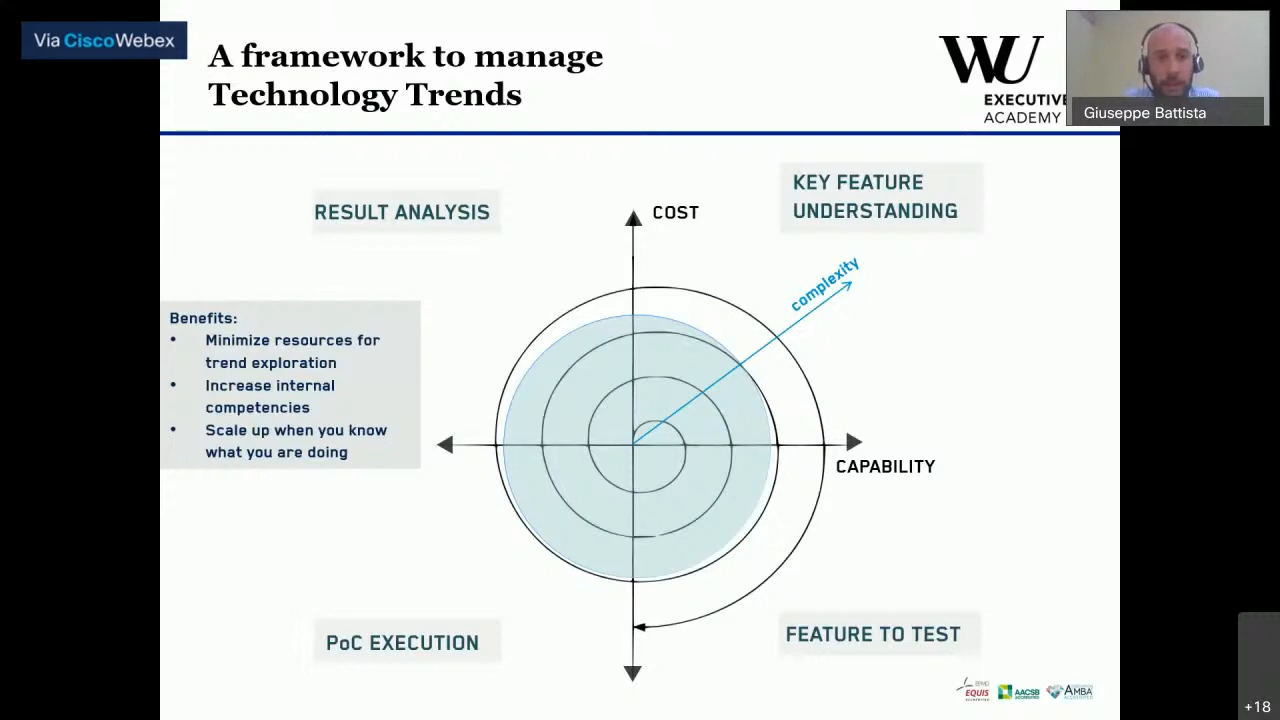 Via CiscoWebex
A framework to manage
Technology Trends
WU
EXECUTIVE
ACADEMY
Giuseppe Battista
RESULT ANALYSIS
COST
KEY FEATURE
UNDERSTANDING
complexity
Benefits:
• Minimize resources for
trend exploration
• Increase internal
competencies
• Scale up when you know
what you are doing
CAPABILITY
PoC EXECUTION
FEATURE TO TEST
EQUIS
AACSB
AMBA
+18